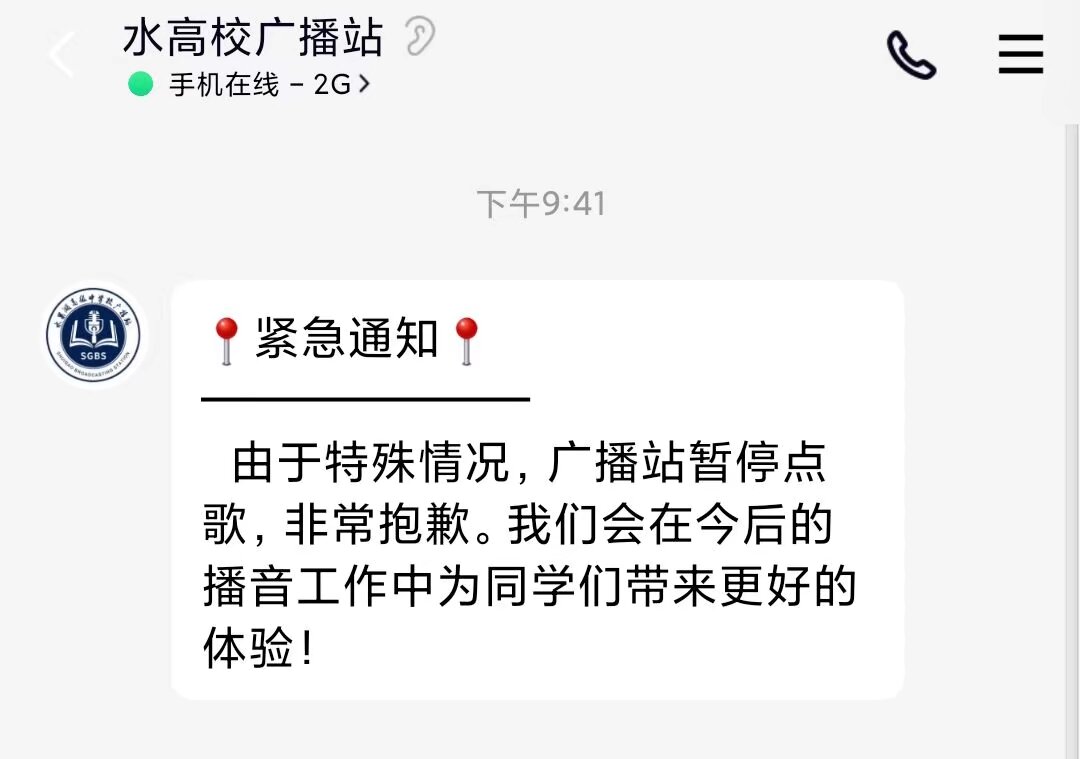 水高校广播站
手机在线 - 2G>
下午9:41
紧急通知
由于特殊情况，广播站暂停点
歌，非常抱歉。我们会在今后的
播音工作中为同学们带来更好的
体验！
SGBS